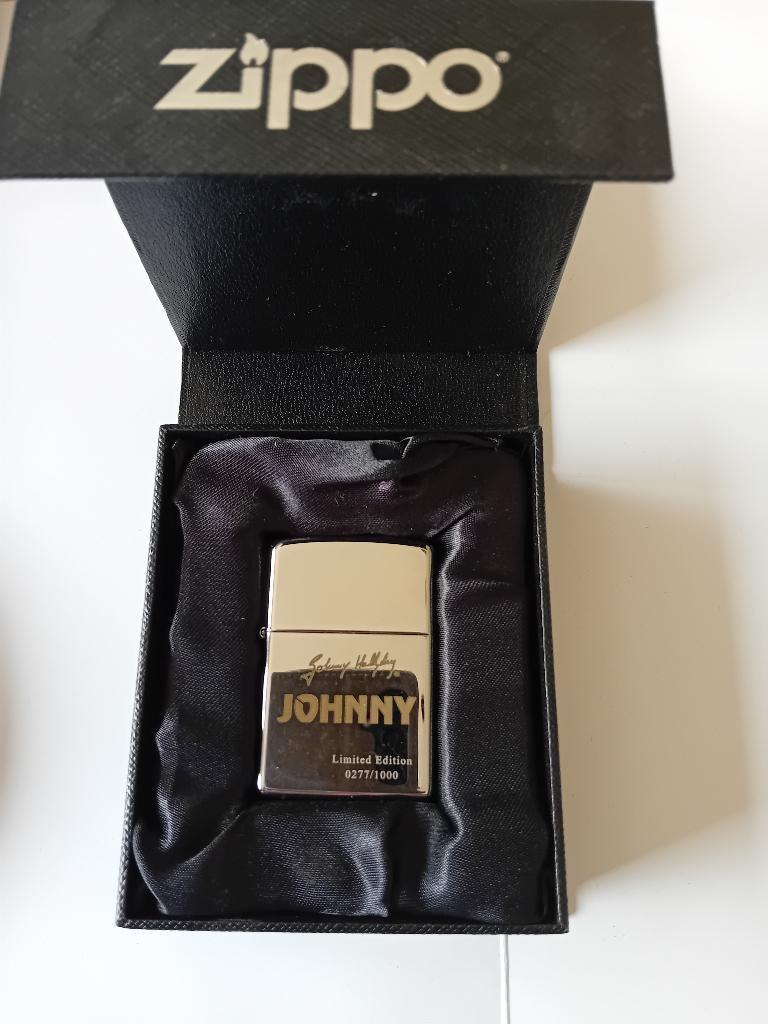 Zippo®
Johnny Hallyday
JOHNNY
Limited Edition
0277/1000